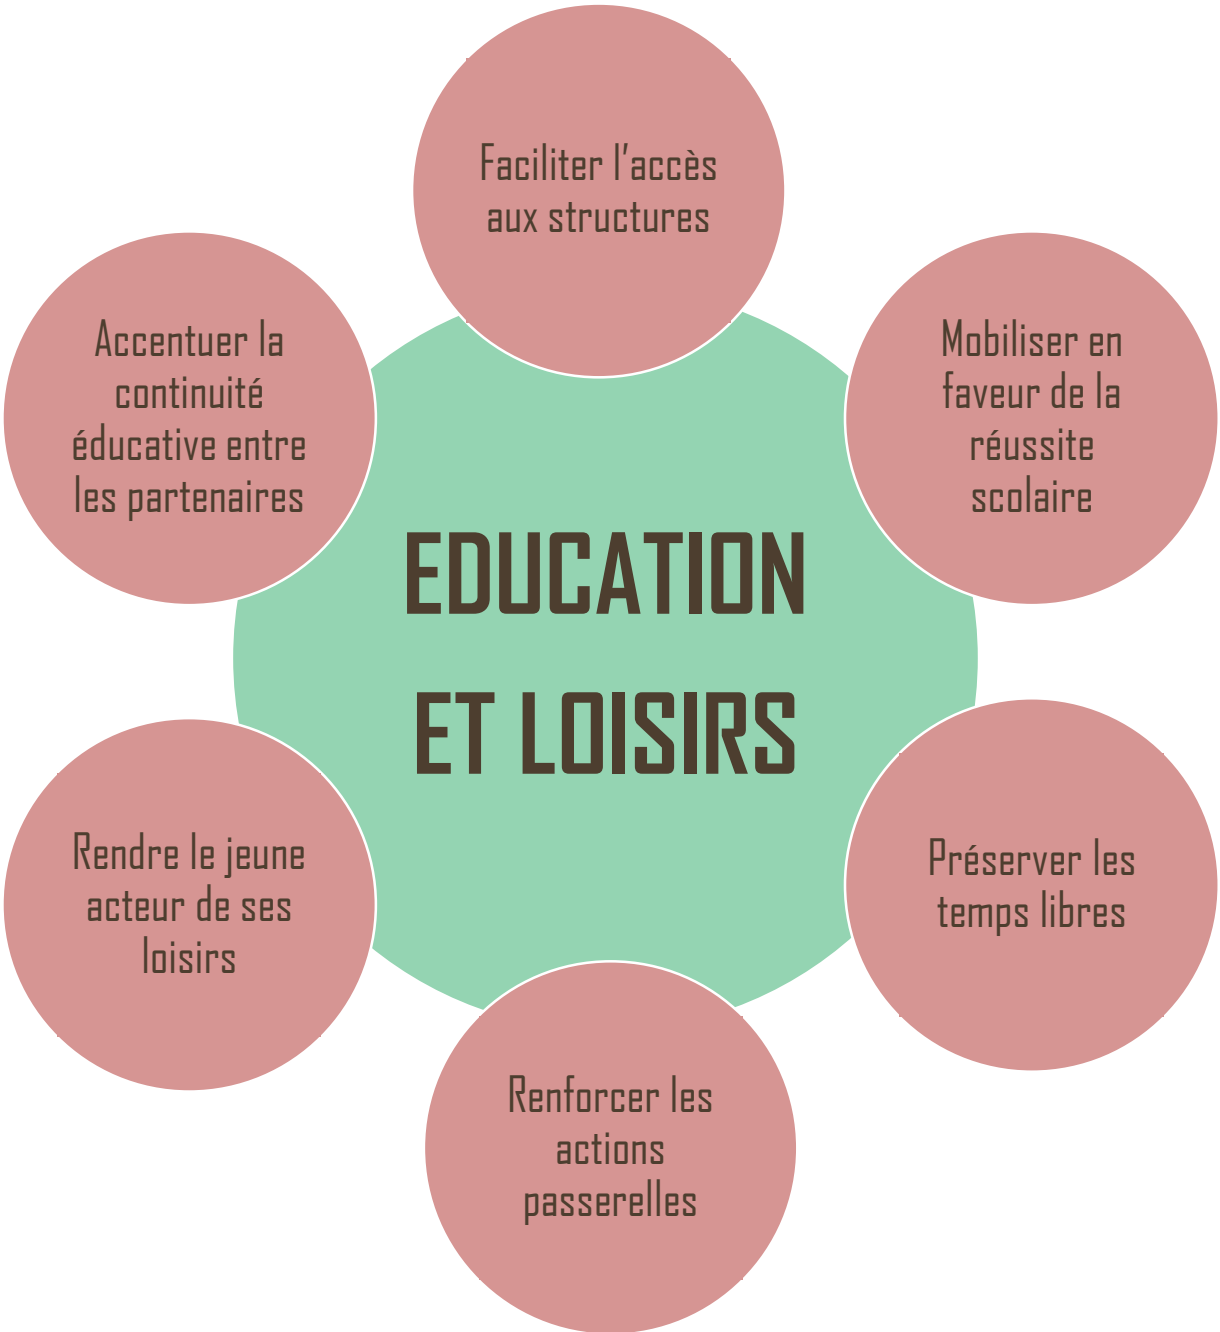 Faciliter l'accès
aux structures
Mobiliser en
faveur de la
réussite
scolaire
Préserver les
temps libres
Renforcer les
actions
passerelles
Rendre le jeune
acteur de ses
loisirs
Accentuer la
continuité
éducative entre
les partenaires
EDUCATION
ET LOISIRS